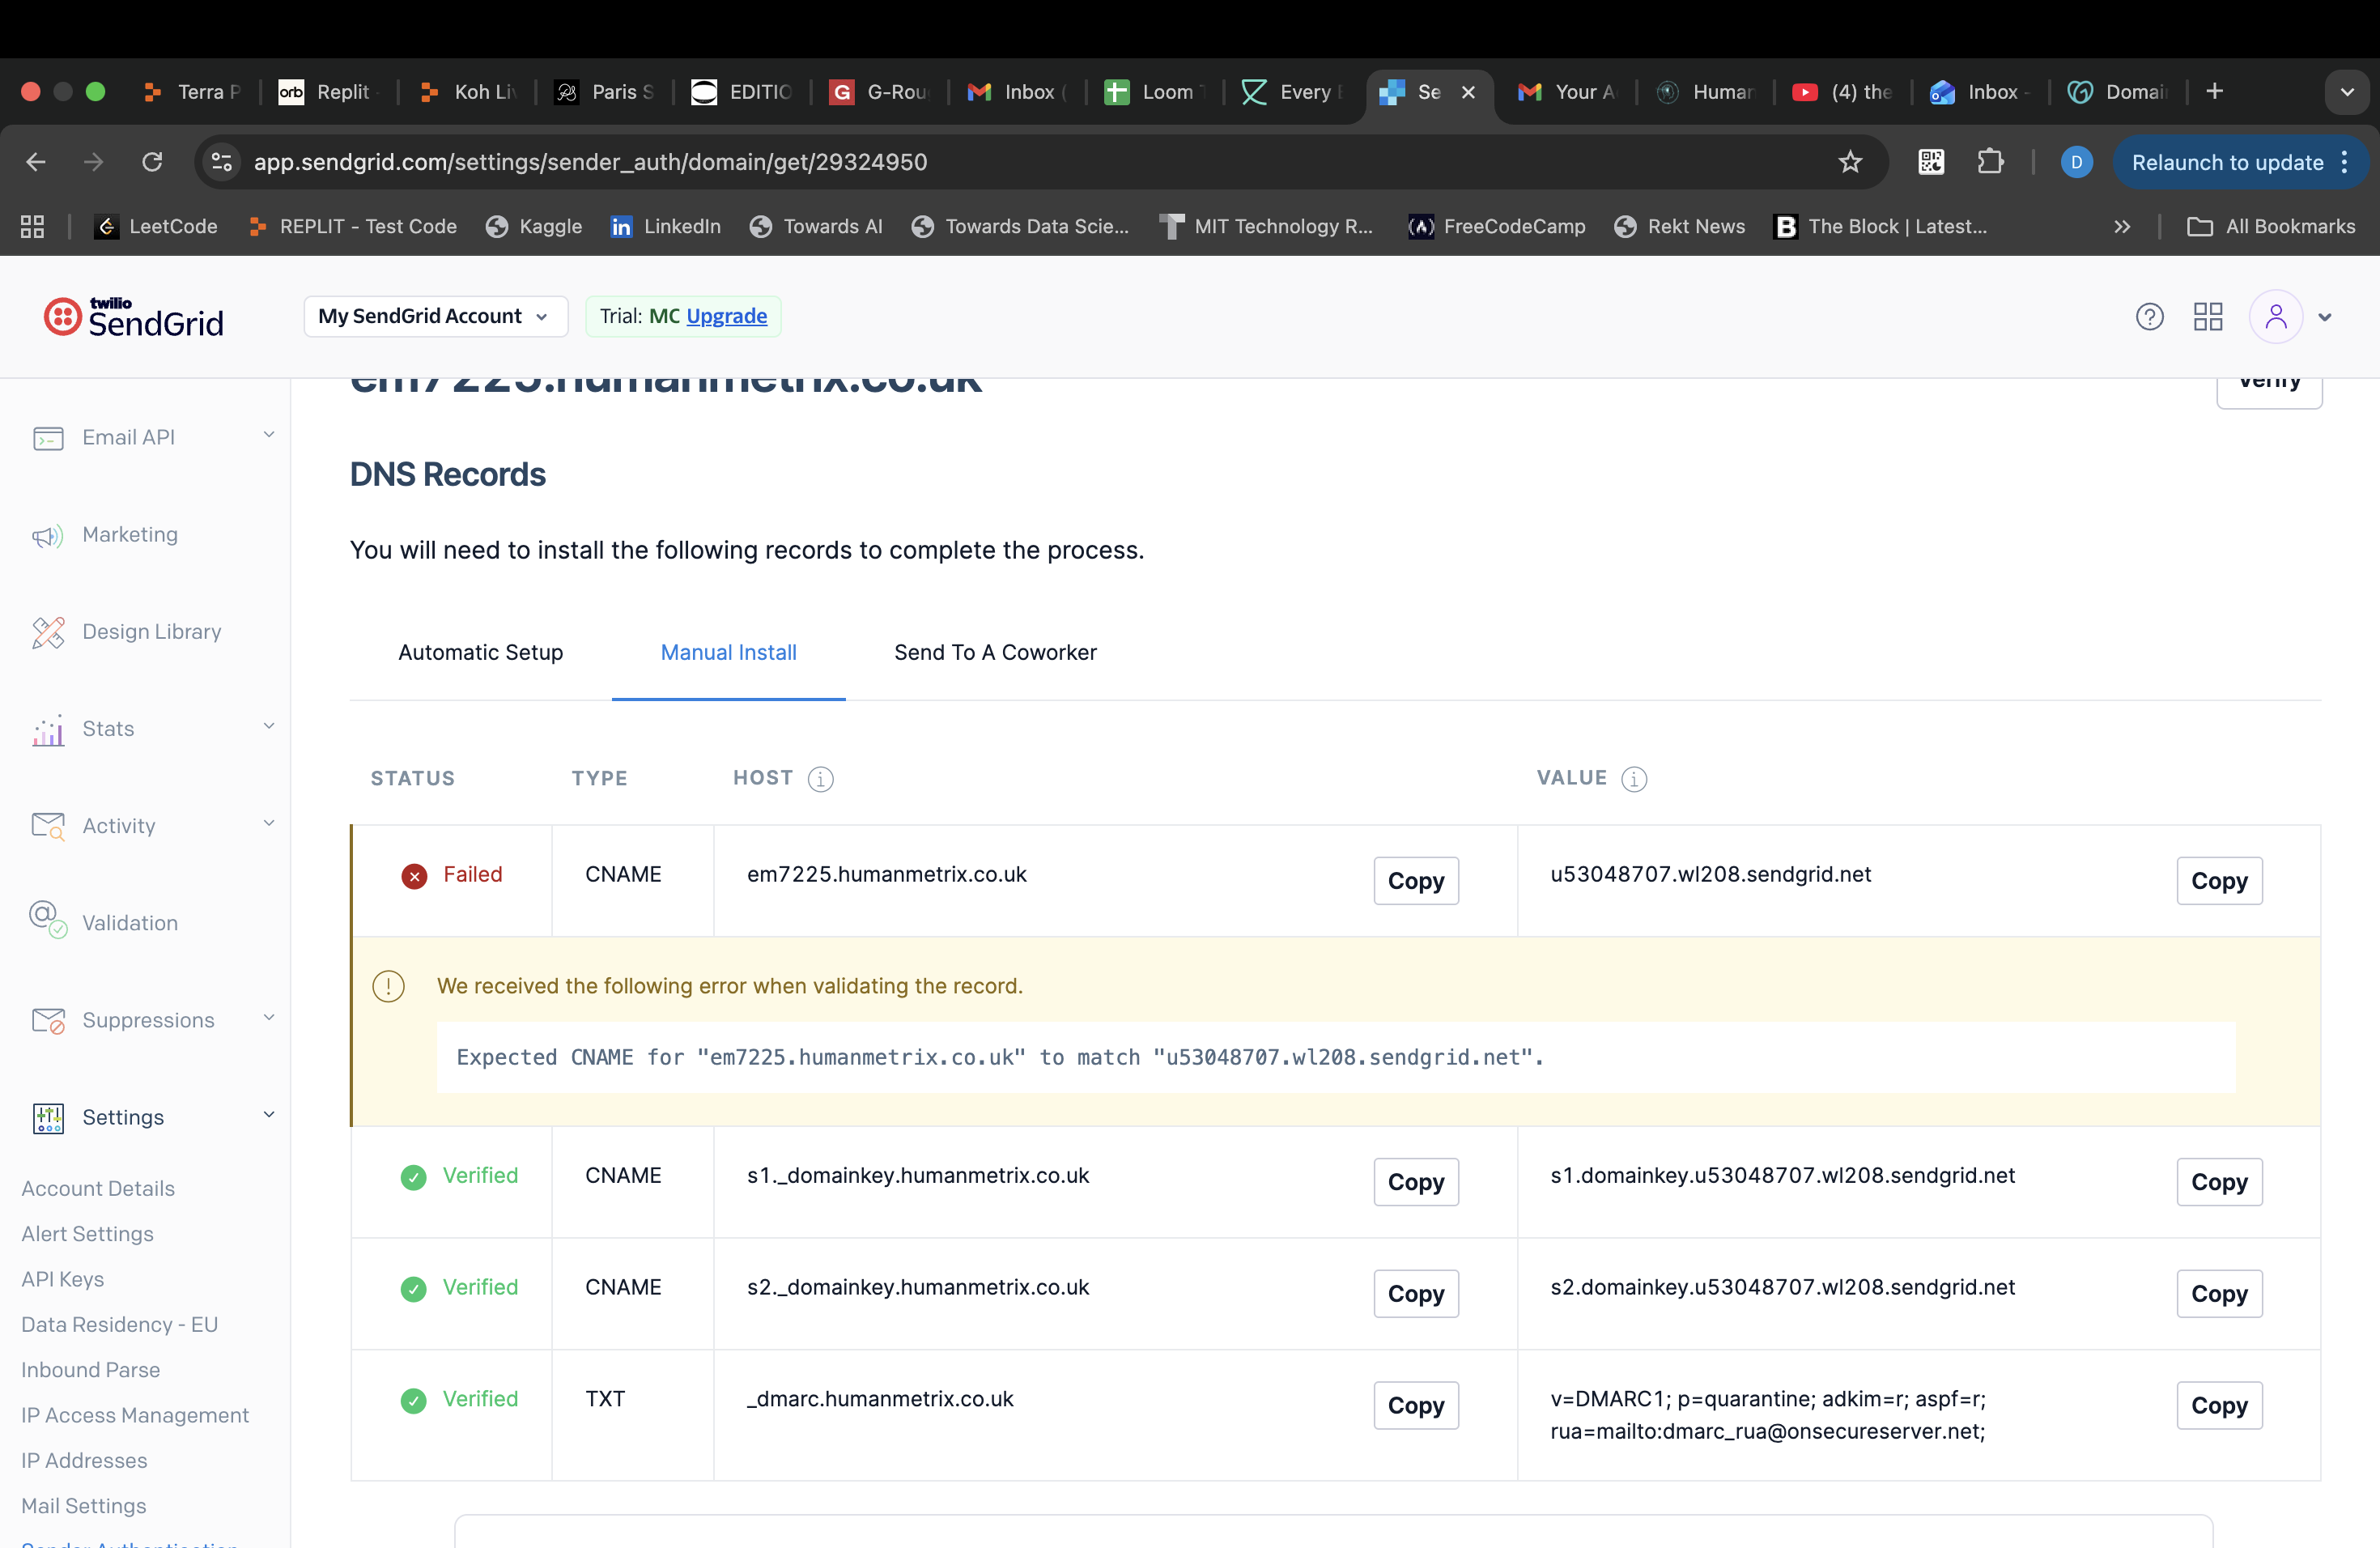 Terra P
orb Replit
Koh Li
Paris S
EDITIO
G G-Rou
Inbox (
Loom T
Every
Se
Your A
Human
(4) the
Inbox -
Domai
app.sendgrid.com/settings/sender_auth/domain/get/29324950
D
Relaunch to update
LeetCode
REPLIT - Test Code
Kaggle
in LinkedIn
Towards AI
Towards Data Scie...
MIT Technology R...
FreeCodeCamp
Rekt News
B The Block | Latest...
All Bookmarks
twilio
SendGrid
My SendGrid Account
Trial: MC Upgrade
em7225.humanmetrix.co.uk
Verify
Email API
Marketing
Design Library
Stats
Activity
Validation
Suppressions
Settings
Account Details
Alert Settings
API Keys
Data Residency - EU
Inbound Parse
IP Access Management
IP Addresses
Mail Settings
Sender Authentication
DNS Records
You will need to install the following records to complete the process.
Automatic Setup
Manual Install
Send To A Coworker
STATUS TYPE HOST VALUE
Failed CNAME em7225.humanmetrix.co.uk Copy u53048707.wl208.sendgrid.net Copy
We received the following error when validating the record.
Expected CNAME for "em7225.humanmetrix.co.uk" to match "u53048707.wl208.sendgrid.net".
Verified CNAME s1._domainkey.humanmetrix.co.uk Copy s1.domainkey.u53048707.wl208.sendgrid.net Copy
Verified CNAME s2._domainkey.humanmetrix.co.uk Copy s2.domainkey.u53048707.wl208.sendgrid.net Copy
Verified TXT _dmarc.humanmetrix.co.uk Copy v=DMARC1; p=quarantine; adkim=r; aspf=r; Copy
rua=mailto:dmarc_rua@onsecureserver.net;